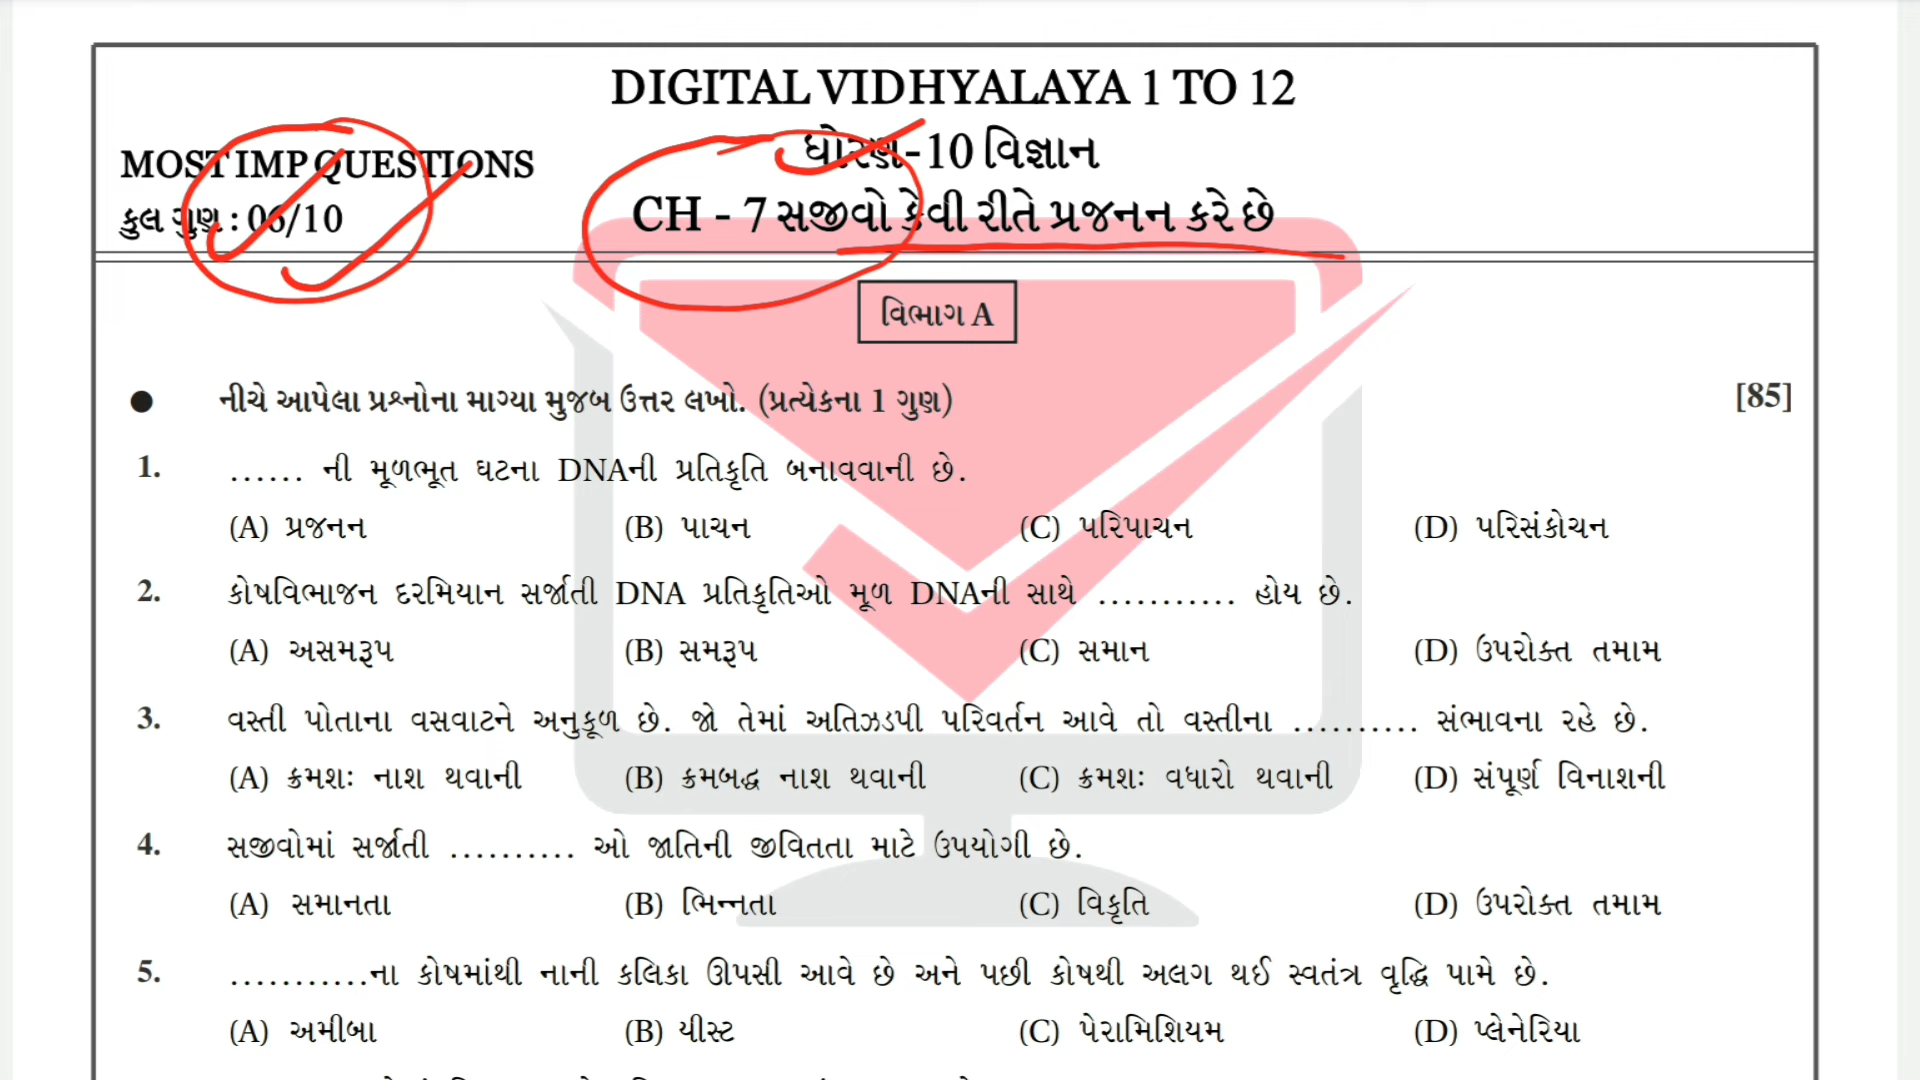 DIGITAL VIDHYALAYA 1 TO 12
ધોરણ-10 વિજ્ઞાન
MOST IMP QUESTIONS
કુલ ગુણ : 06/10
CH - 7 સજીવો કેવી રીતે પ્રજનન કરે છે
વિભાગ A
● નીચે આપેલા પ્રશ્નોના માગ્યા મુજબ ઉત્તર લખો. (પ્રત્યેકના 1 ગુણ) [85]
1. ...... ની મૂળભૂત ઘટના DNAની પ્રતિકૃતિ બનાવવાની છે.
(A) પ્રજનન (B) પાચન (C) પરિપાચન (D) પરિસંકોચન
2. કોષવિભાજન દરમિયાન સર્જાતી DNA પ્રતિકૃતિઓ મૂળ DNAની સાથે ........... હોય છે.
(A) અસમરૂપ (B) સમરૂપ (C) સમાન (D) ઉપરોક્ત તમામ
3. વસ્તી પોતાના વસવાટને અનુકૂળ છે. જો તેમાં અતિઝડપી પરિવર્તન આવે તો વસ્તીના .......... સંભાવના રહે છે.
(A) ક્રમશઃ નાશ થવાની (B) ક્રમબદ્ધ નાશ થવાની (C) ક્રમશઃ વધારો થવાની (D) સંપૂર્ણ વિનાશની
4. સજીવોમાં સર્જાતી .......... ઓ જાતિની જીવિતતા માટે ઉપયોગી છે.
(A) સમાનતા (B) ભિન્નતા (C) વિકૃતિ (D) ઉપરોક્ત તમામ
5. ...........ના કોષમાંથી નાની કલિકા ઊપસી આવે છે અને પછી કોષથી અલગ થઈ સ્વતંત્ર વૃદ્ધિ પામે છે.
(A) અમીબા (B) યીસ્ટ (C) પેરામિશિયમ (D) પ્લેનેરિયા